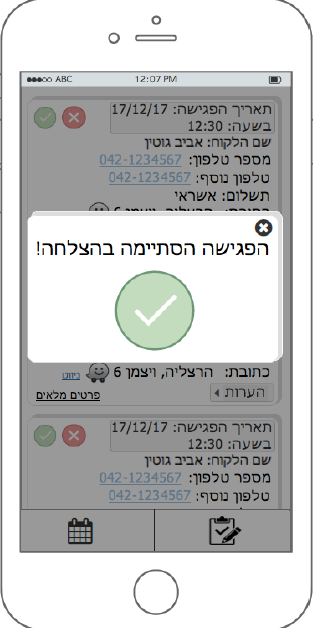 ABC 12:07 PM
תאריך הפגישה: 17/12/17
בשעה: 12:30
שם הלקוח: אביב גוטין
מספר טלפון: 042-1234567
טלפון נוסף: 042-1234567
תשלום: אשראי
הפגישה הסתיימה בהצלחה!
כתובת: הרצליה, ויצמן 6 ניווט
הערות
פרטים מלאים
תאריך הפגישה: 17/12/17
בשעה: 12:30
שם הלקוח: אביב גוטין
מספר טלפון: 042-1234567
טלפון נוסף: 042-1234567